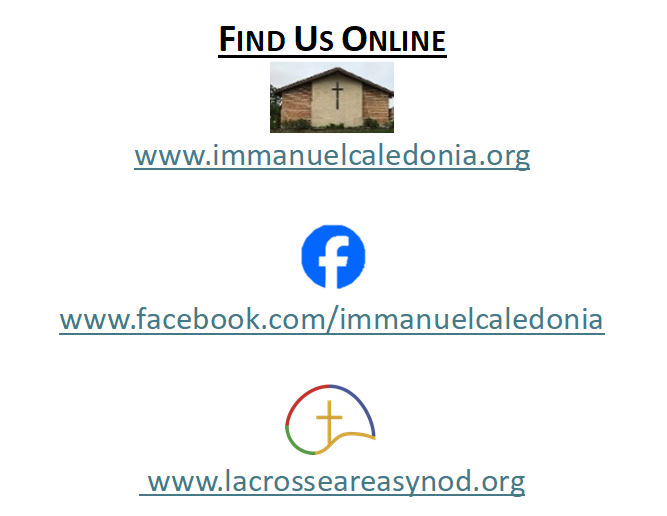 FIND US ONLINE
www.immanuelcaledonia.org
www.facebook.com/immanuelcaledonia
www.lacrosseareasynod.org